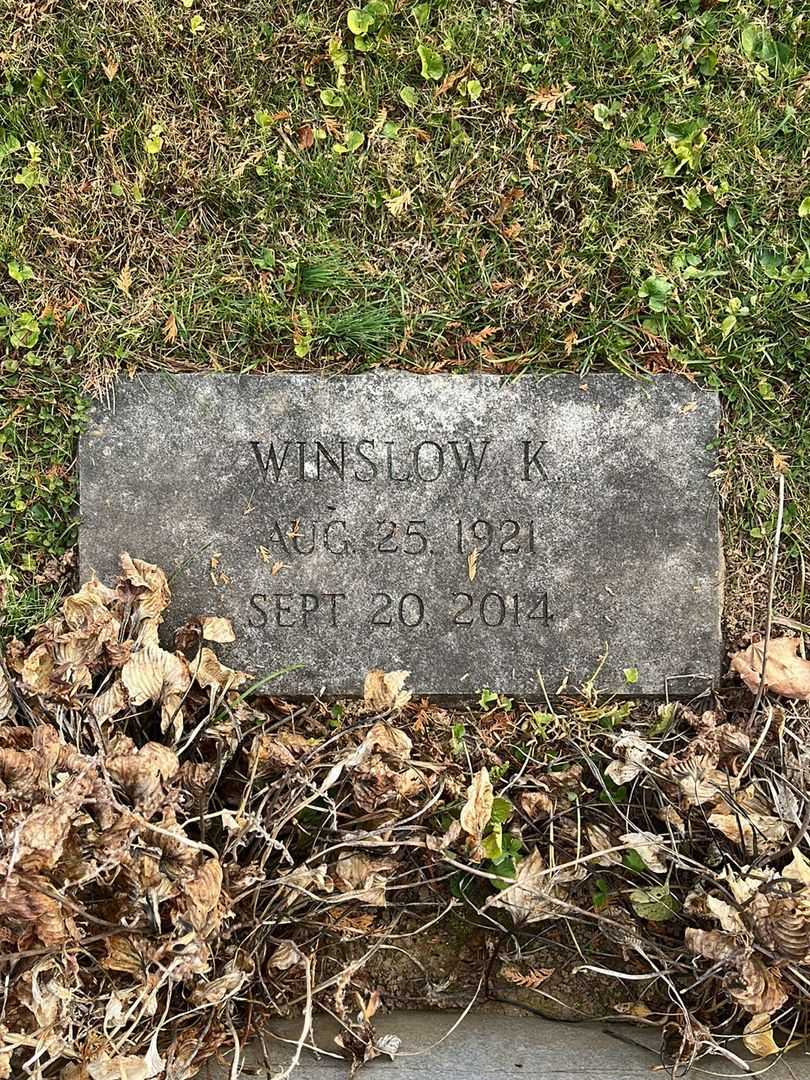 WINSLOW K.
AUG. 25. 1921
SEPT 20. 2014